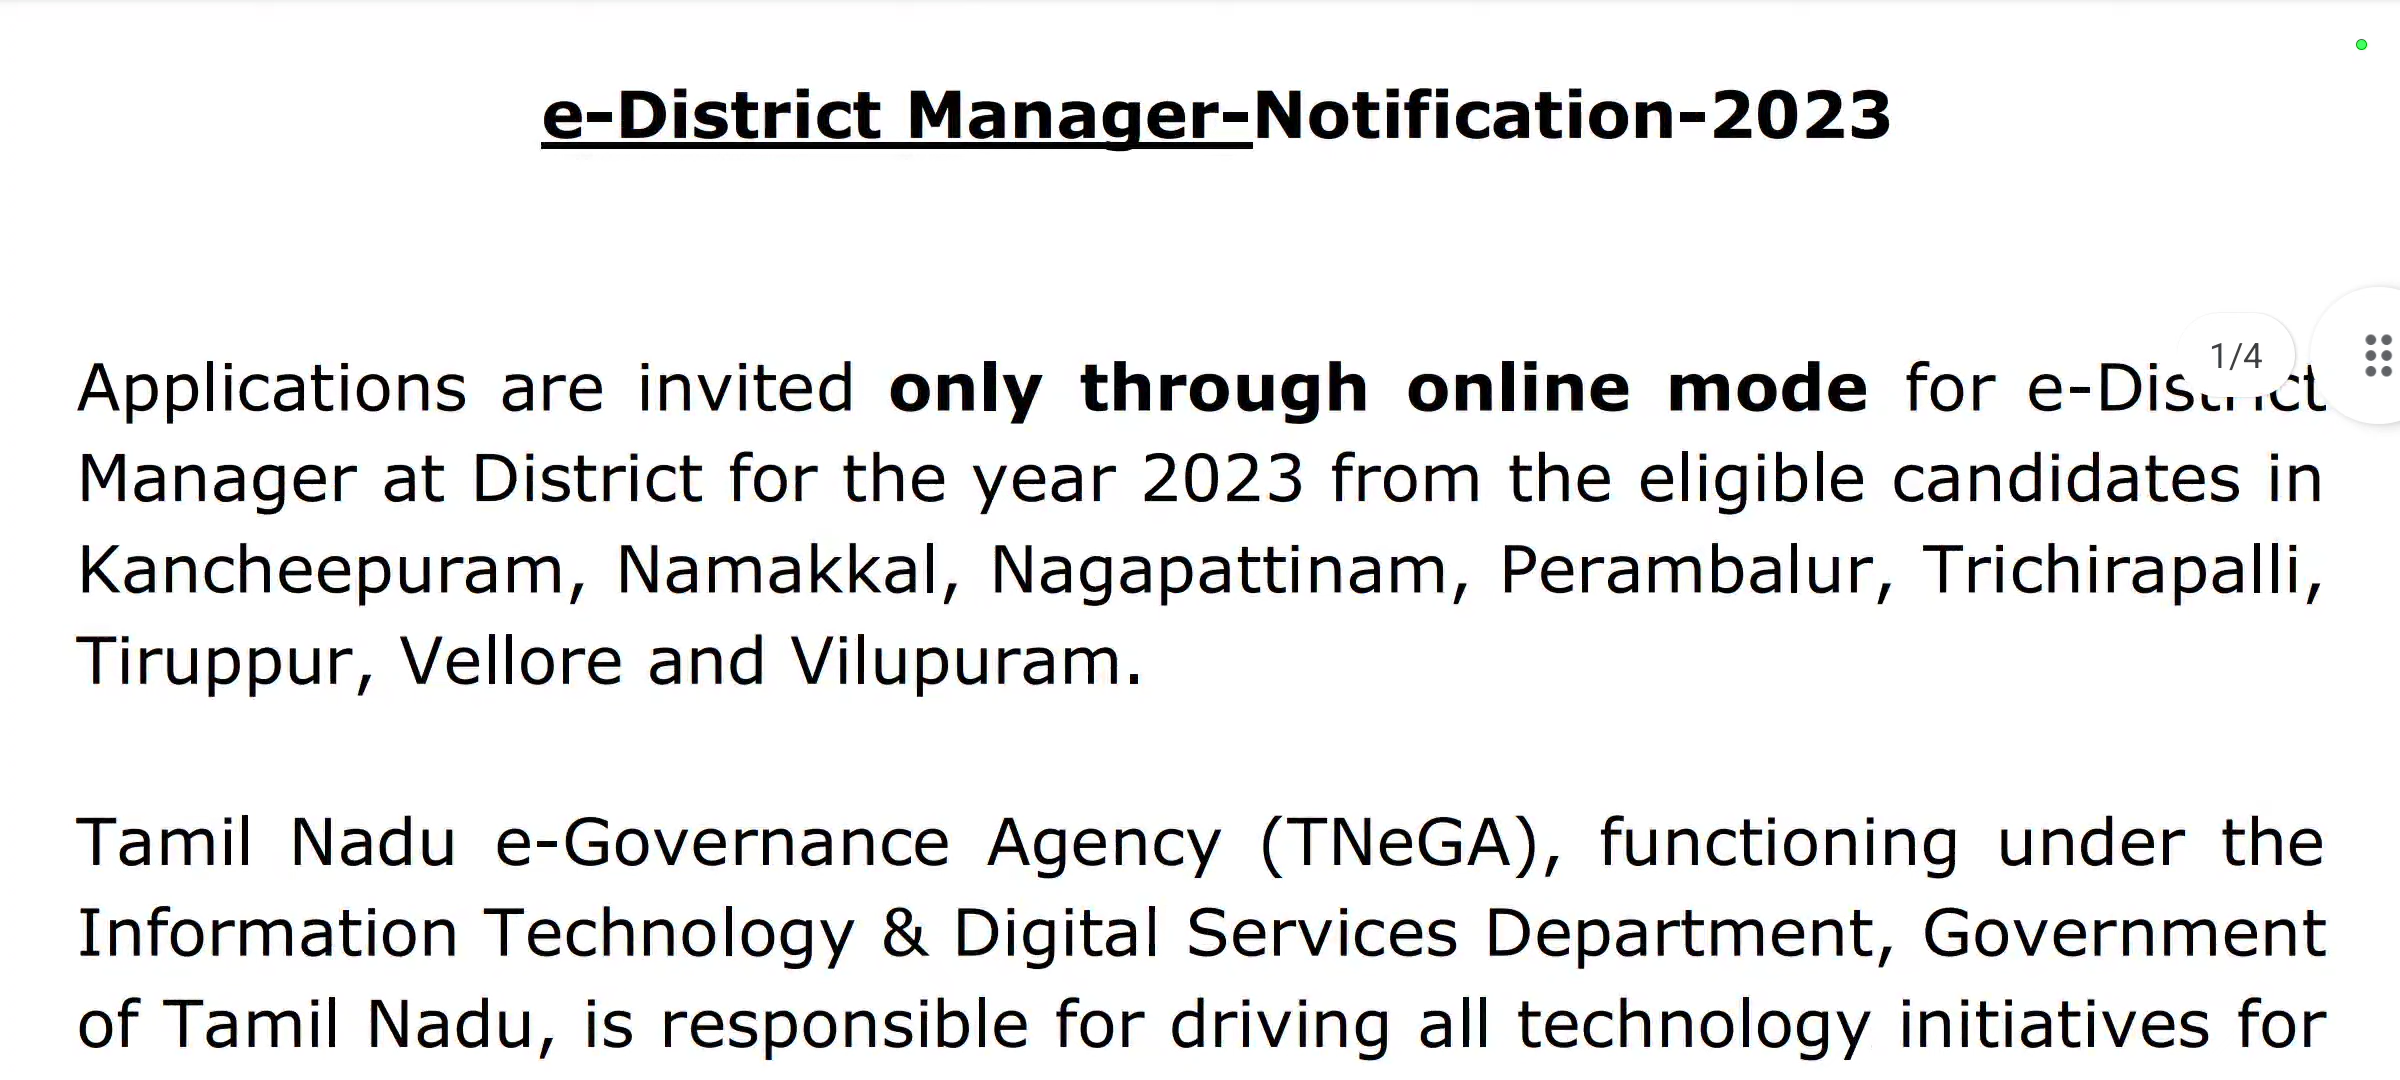 e-District Manager-Notification-2023
1/4
Applications are invited only through online mode for e-District
Manager at District for the year 2023 from the eligible candidates in
Kancheepuram, Namakkal, Nagapattinam, Perambalur, Trichirapalli,
Tiruppur, Vellore and Vilupuram.
Tamil Nadu e-Governance Agency (TNeGA), functioning under the
Information Technology & Digital Services Department, Government
of Tamil Nadu, is responsible for driving all technology initiatives for